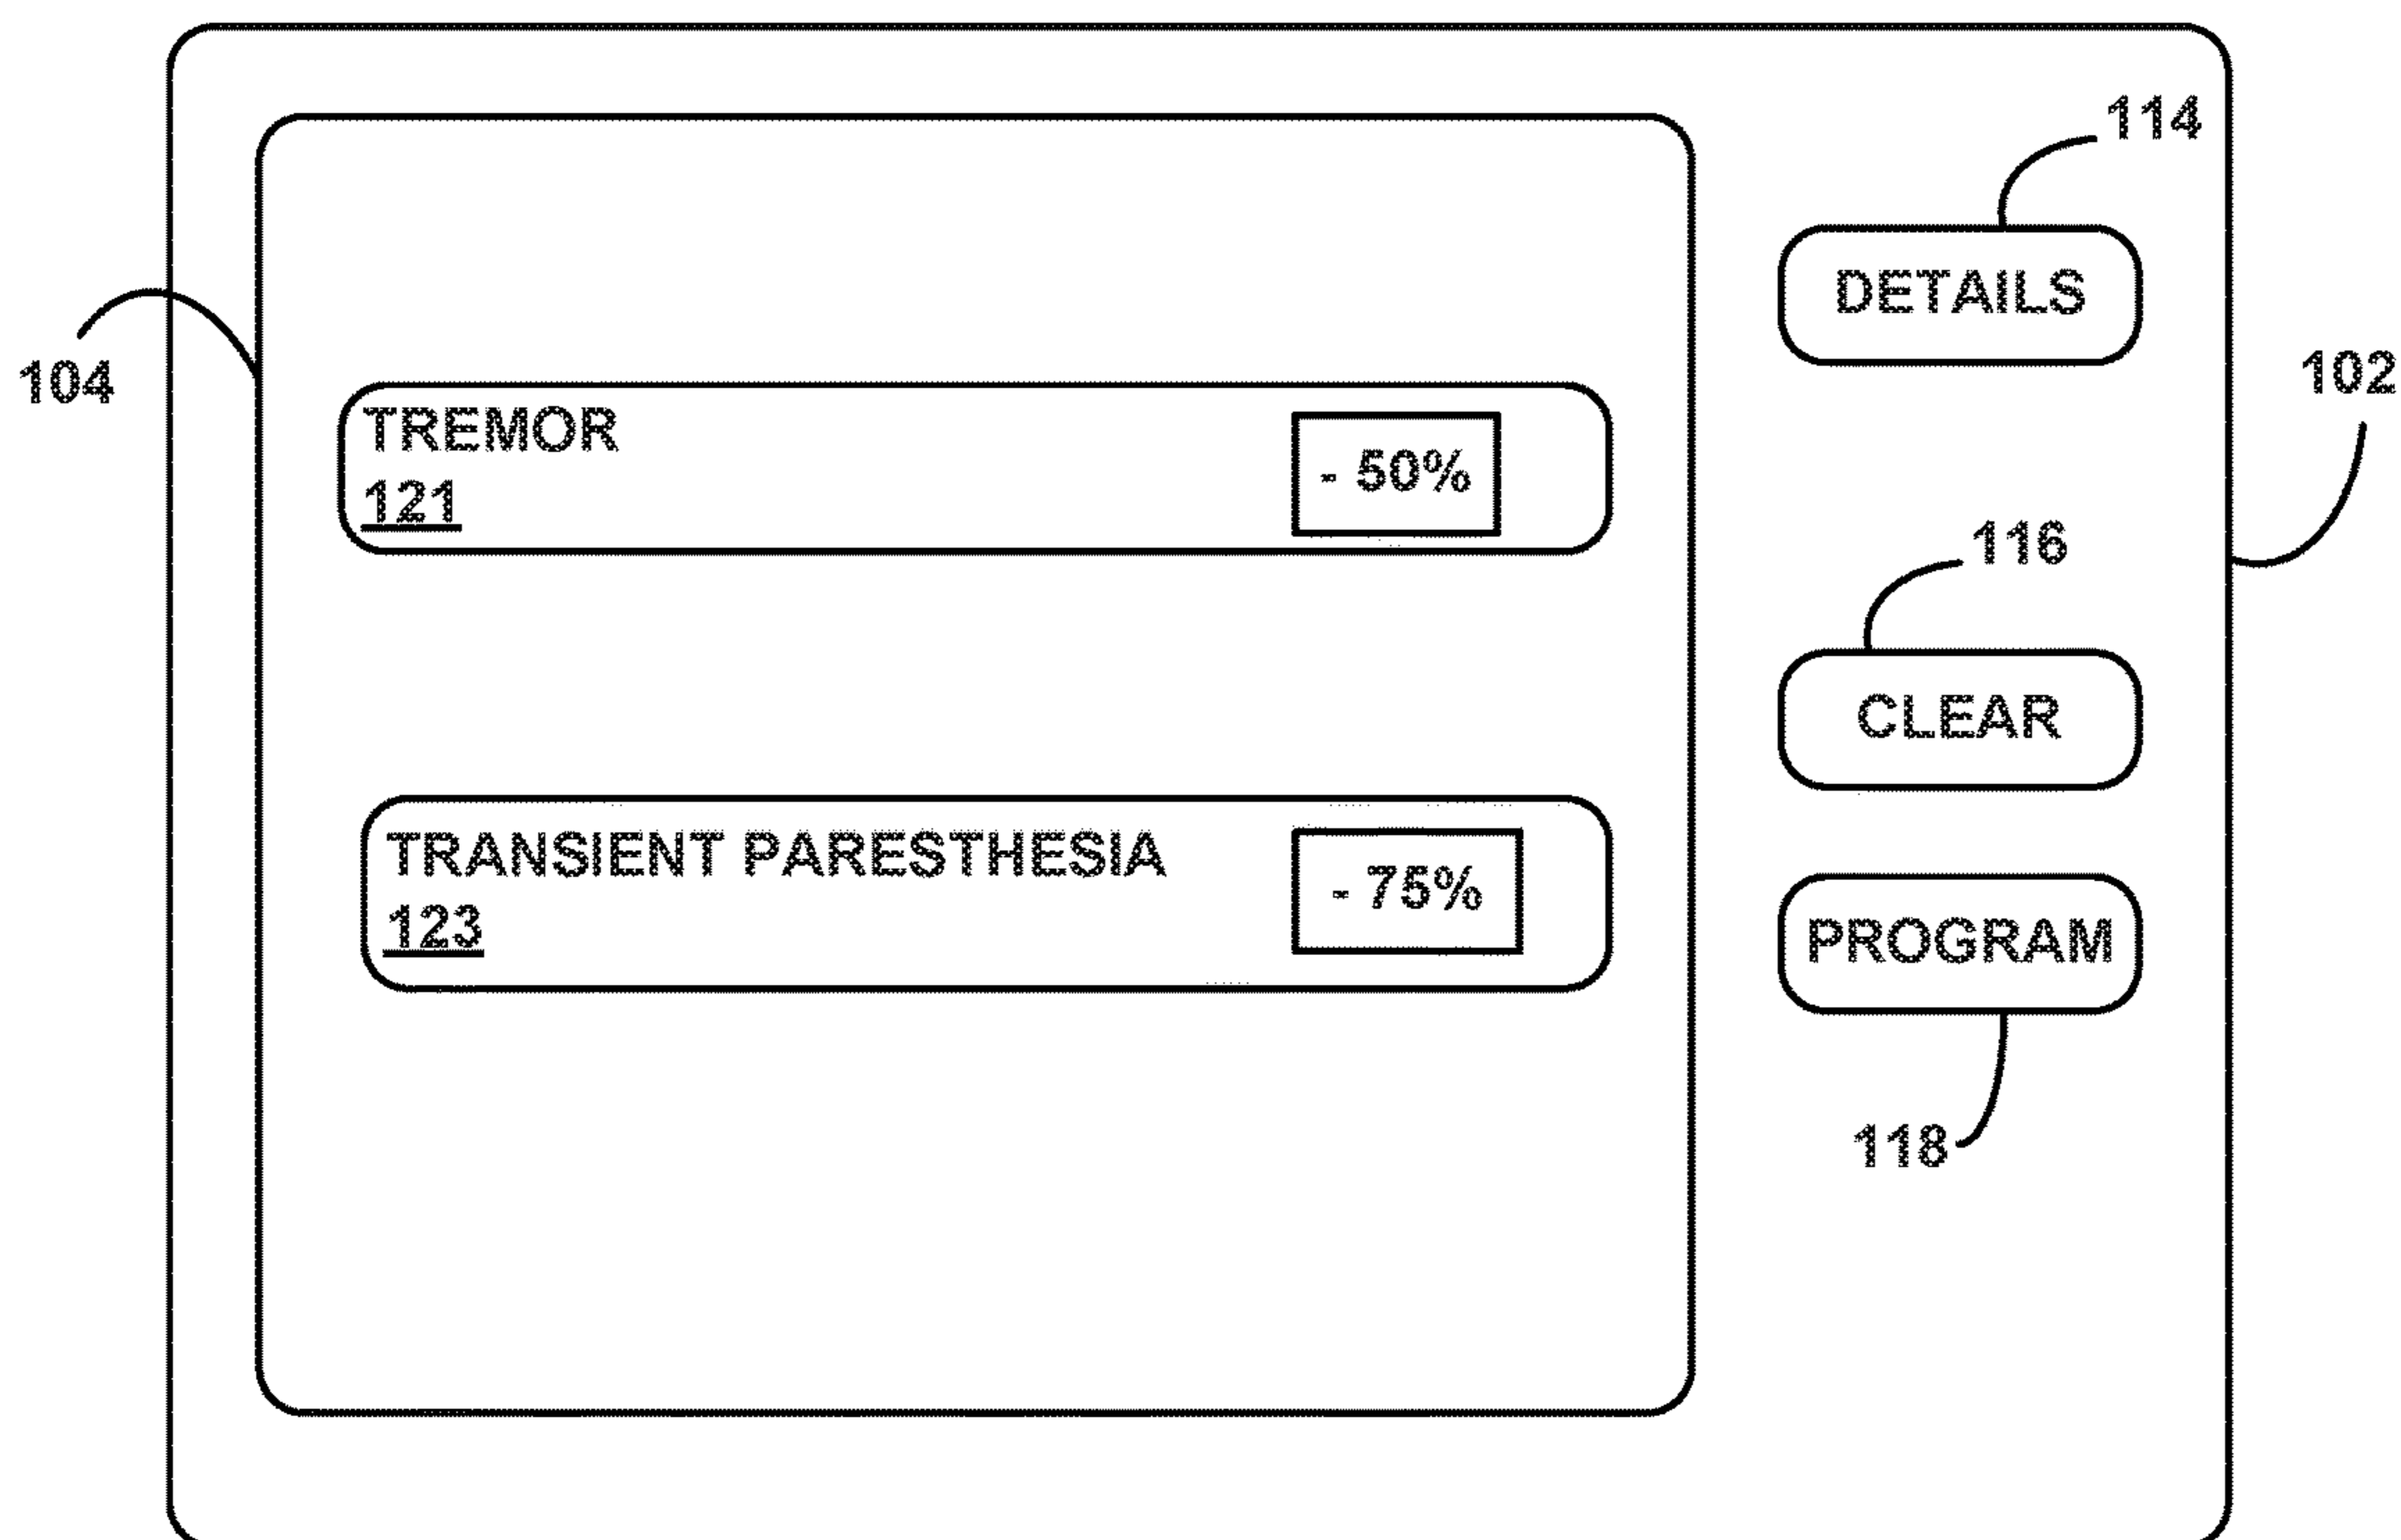 114
DETAILS
104
102
TREMOR
121
- 50%
116
CLEAR
TRANSIENT PARESTHESIA
123
- 75%
PROGRAM
118